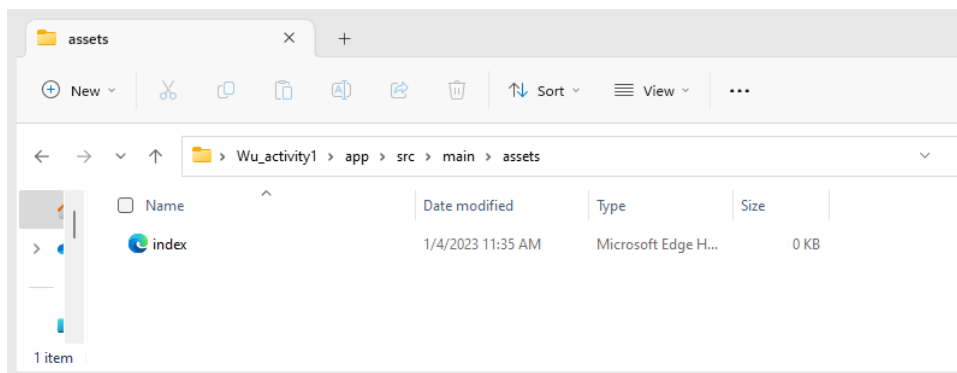 assets
New
Sort
View
Wu_activity1 > app > src > main > assets
Name Date modified Type Size
index 1/4/2023 11:35 AM Microsoft Edge H... 0 KB
1 item